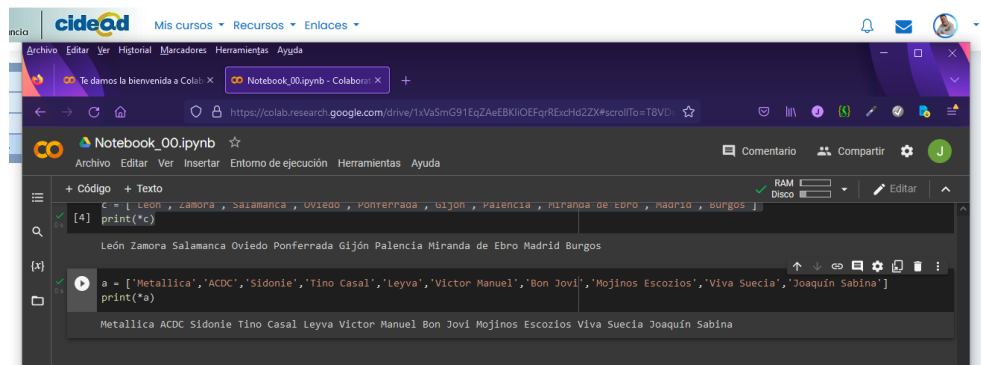 ncia
cidead Mis cursos Recursos Enlaces
Archivo Editar Ver Historial Marcadores Herramientas Ayuda
Te damos la bienvenida a Colab Notebook_00.ipynb - Colaborat
https://colab.research.google.com/drive/1xVaSmG91EqZAeEBKIiOEFqrRExcHd2ZX#scrollTo=T8VD
Notebook_00.ipynb
Comentario Compartir J
Archivo Editar Ver Insertar Entorno de ejecución Herramientas Ayuda
+ Código + Texto RAM Disco Editar
c = [ León , Zamora , Salamanca , Oviedo , Ponferrada , Gijón , Palencia , Miranda de Ebro , Madrid , Burgos ]
[4] print(*c)
León Zamora Salamanca Oviedo Ponferrada Gijón Palencia Miranda de Ebro Madrid Burgos
{x}
a = ['Metallica','ACDC','Sidonie','Tino Casal','Leyva','Victor Manuel','Bon Jovi','Mojinos Escozios','Viva Suecia','Joaquín Sabina']
print(*a)
Metallica ACDC Sidonie Tino Casal Leyva Victor Manuel Bon Jovi Mojinos Escozios Viva Suecia Joaquín Sabina